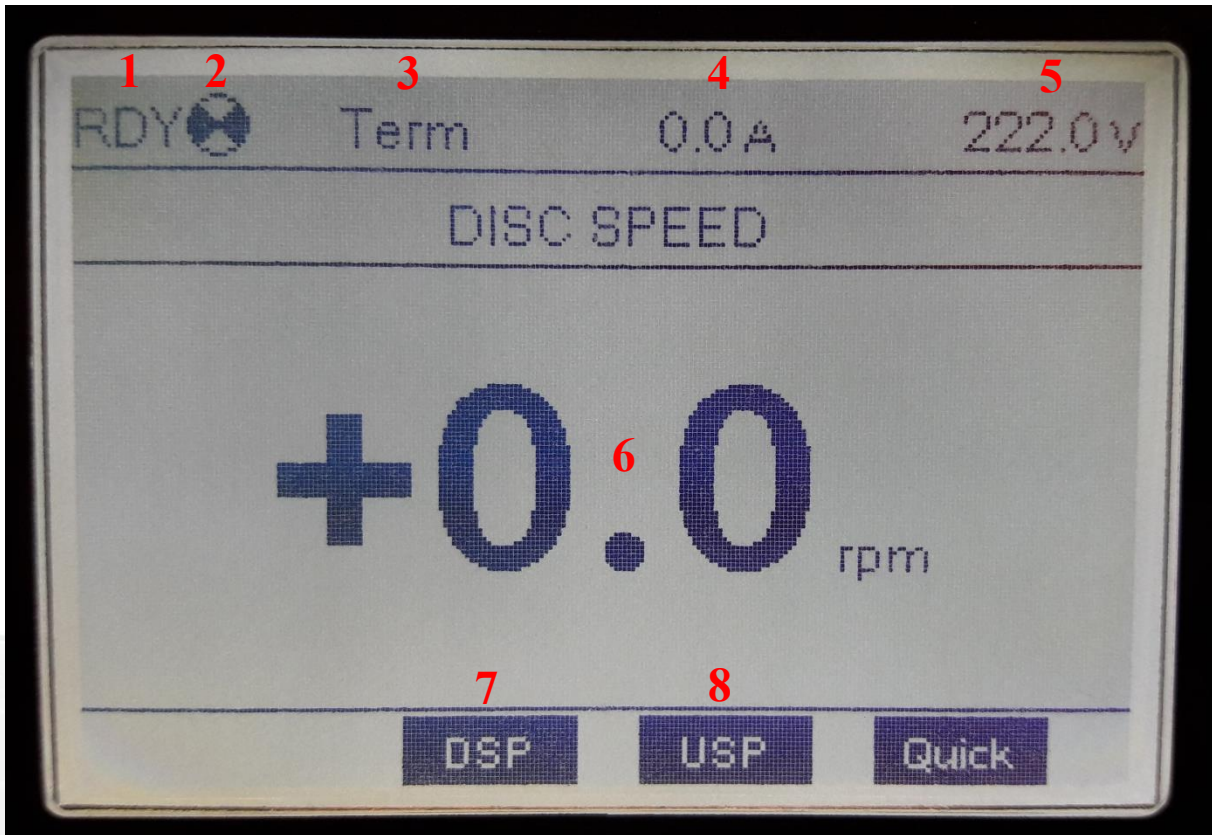 1 2 3 4 5
RDY Term 0.0 A 222.0 v
DISC SPEED
6
+0.0 rpm
7 8
DSP USP Quick